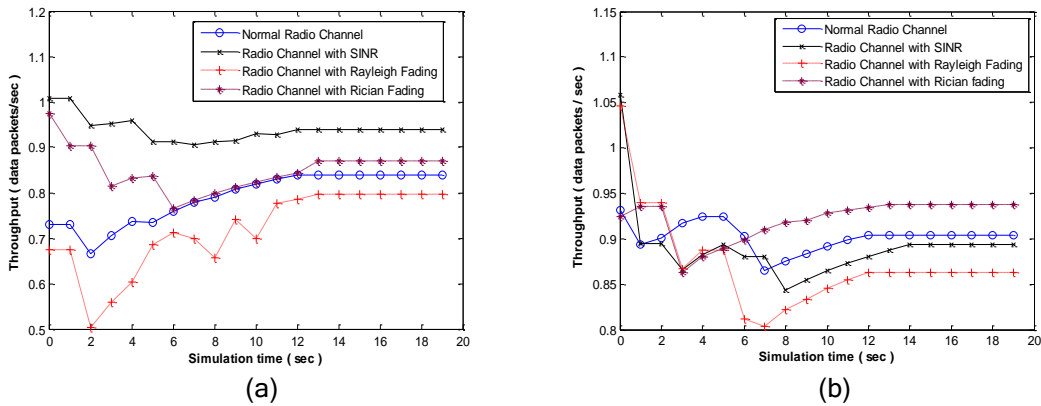 1.2
1.1
1
0.9
0.8
0.7
0.6
0.5
Throughput ( data packets/sec)
0 2 4 6 8 10 12 14 16 18 20
Simulation time ( sec )
Normal Radio Channel
Radio Channel with SINR
Radio Channel with Rayleigh Fading
Radio Channel with Rician Fading
(a)
1.15
1.1
1.05
1
0.95
0.9
0.85
0.8
Throughput ( data packets / sec)
0 2 4 6 8 10 12 14 16 18 20
Simulation time ( sec )
Normal Radio Channel
Radio Channel with SINR
Radio Channel with Rayleigh Fading
Radio Channel with Rician fading
(b)